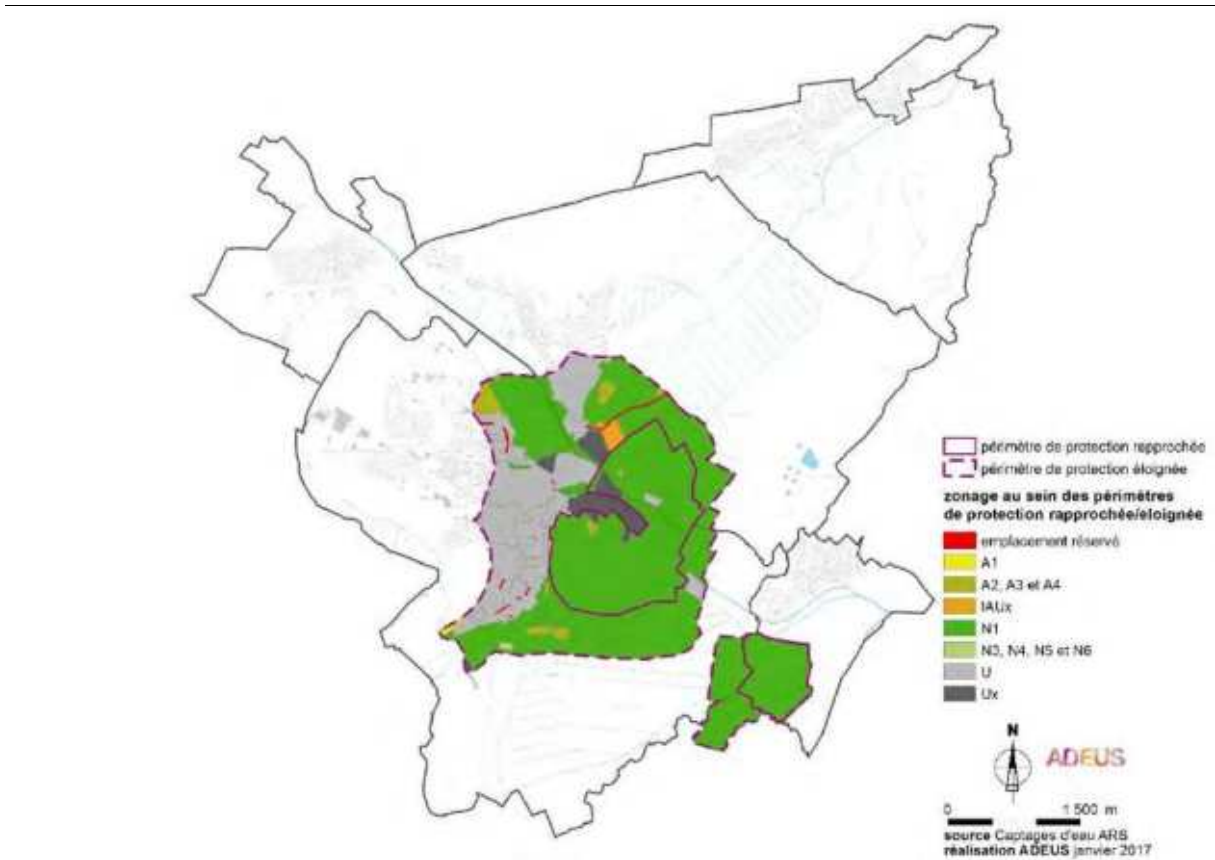 périmètre de protection rapprochée
périmètre de protection éloignée
zonage au sein des périmètres
de protection rapprochée/eloignée
emplacement réservé
A1
A2, A3 et A4
IAUx
N1
N3, N4, N5 et N6
U
Ux
N
ADEUS
0 1 500 m
source Captages d'eau ARS
réalisation ADEUS janvier 2017